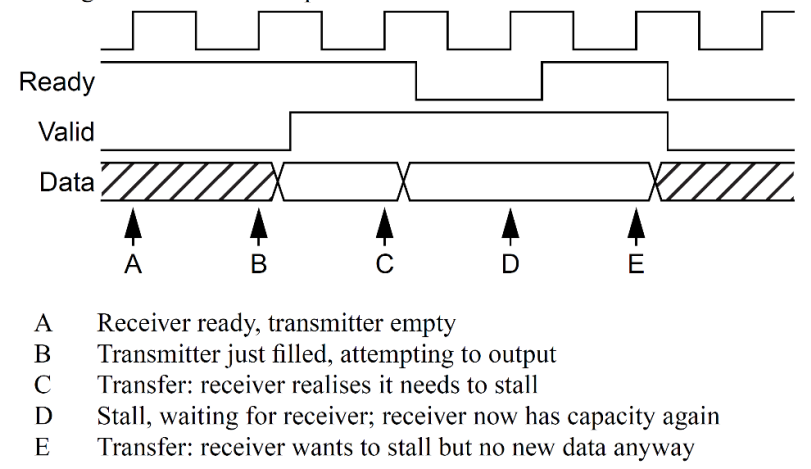 Ready
Valid
Data
A B C D E
A Receiver ready, transmitter empty
B Transmitter just filled, attempting to output
C Transfer: receiver realises it needs to stall
D Stall, waiting for receiver; receiver now has capacity again
E Transfer: receiver wants to stall but no new data anyway